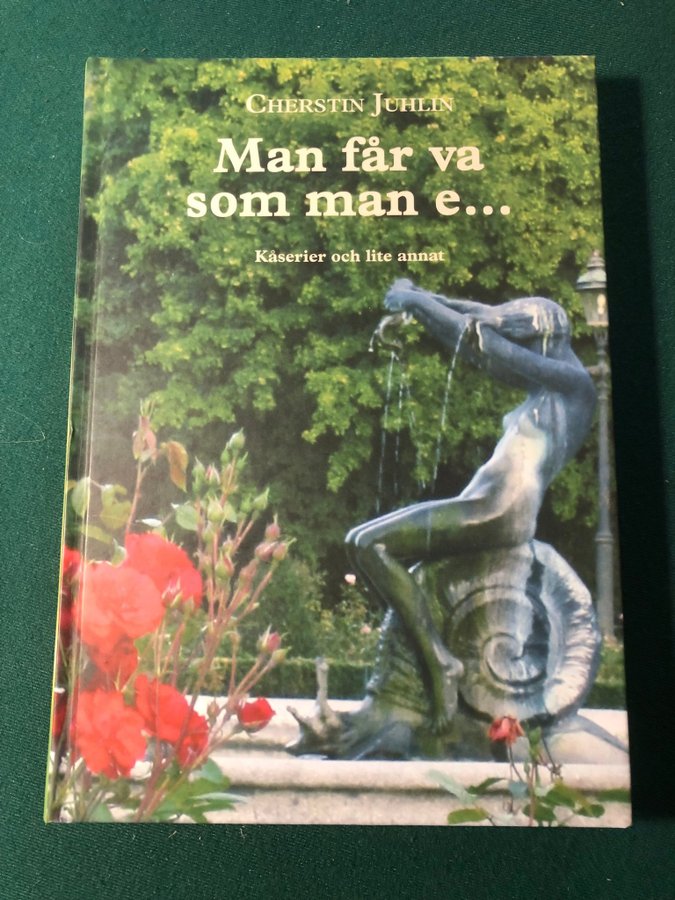 CHERSTIN JUHLIN
Man får va
som man e...
Kåserier och lite annat